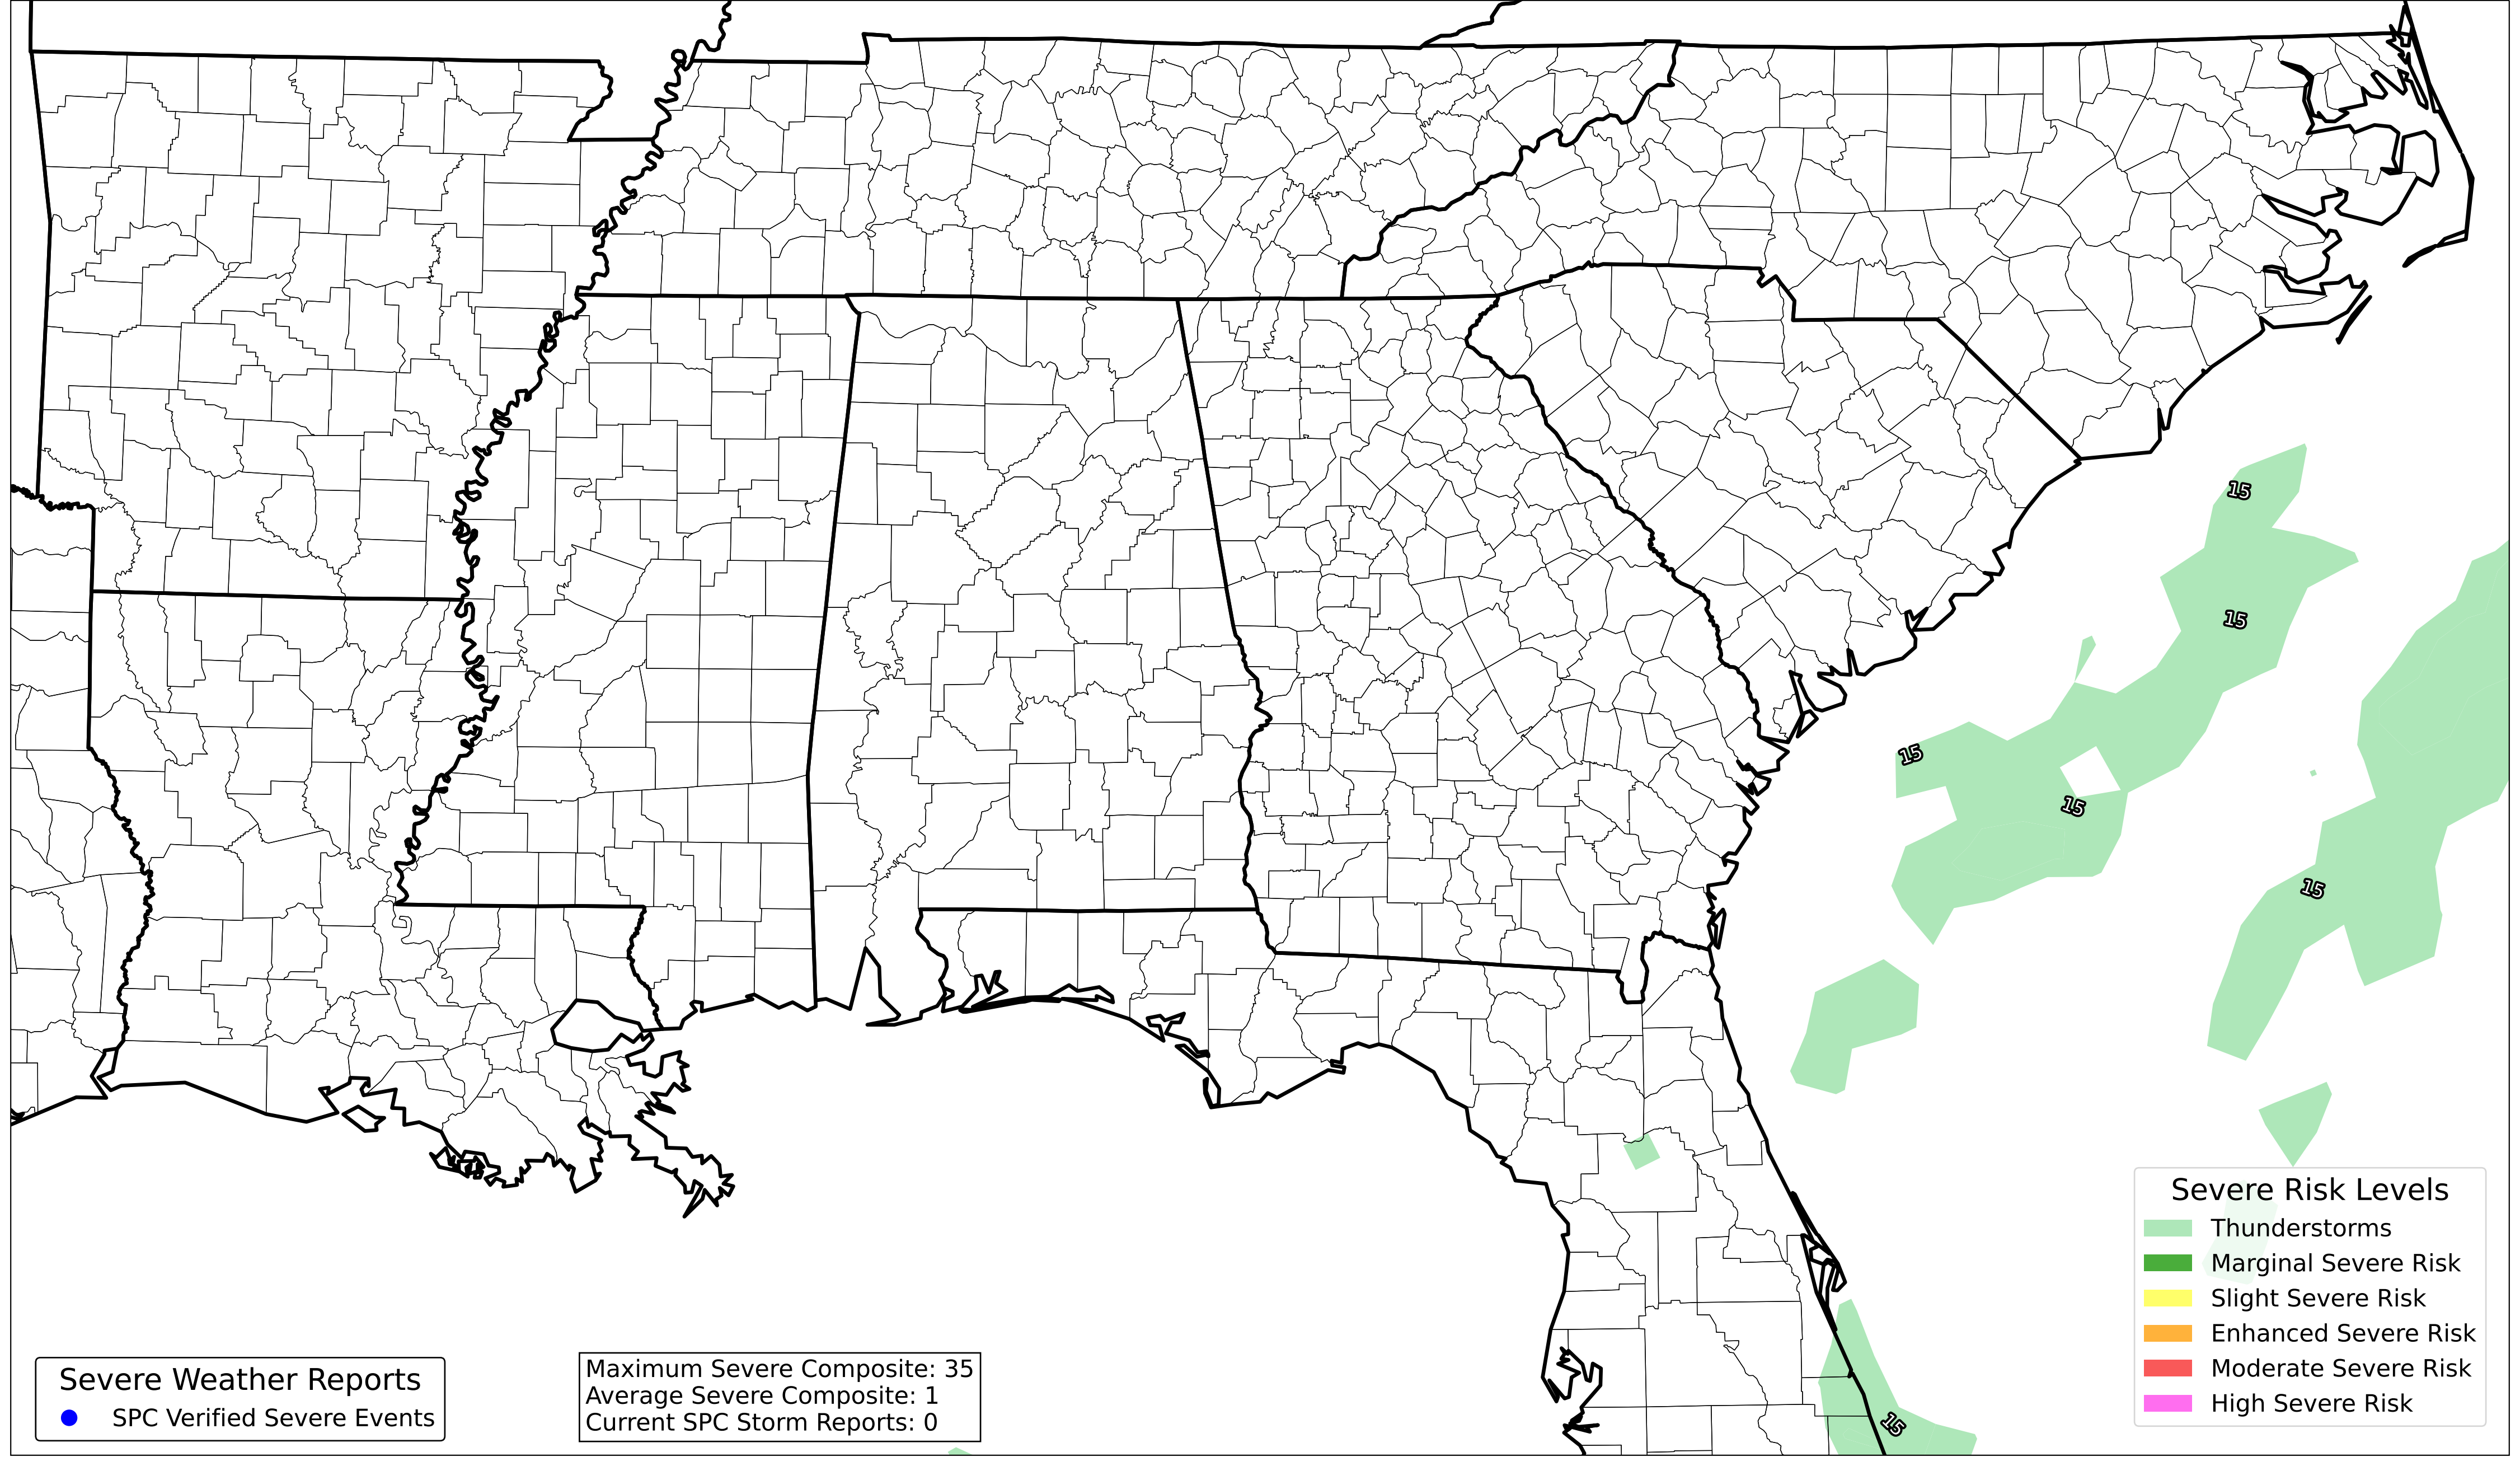 15
15
15
15
15
Severe Risk Levels
Thunderstorms
Marginal Severe Risk
Slight Severe Risk
Enhanced Severe Risk
Moderate Severe Risk
High Severe Risk
Severe Weather Reports
SPC Verified Severe Events
Maximum Severe Composite: 35
Average Severe Composite: 1
Current SPC Storm Reports: 0
15